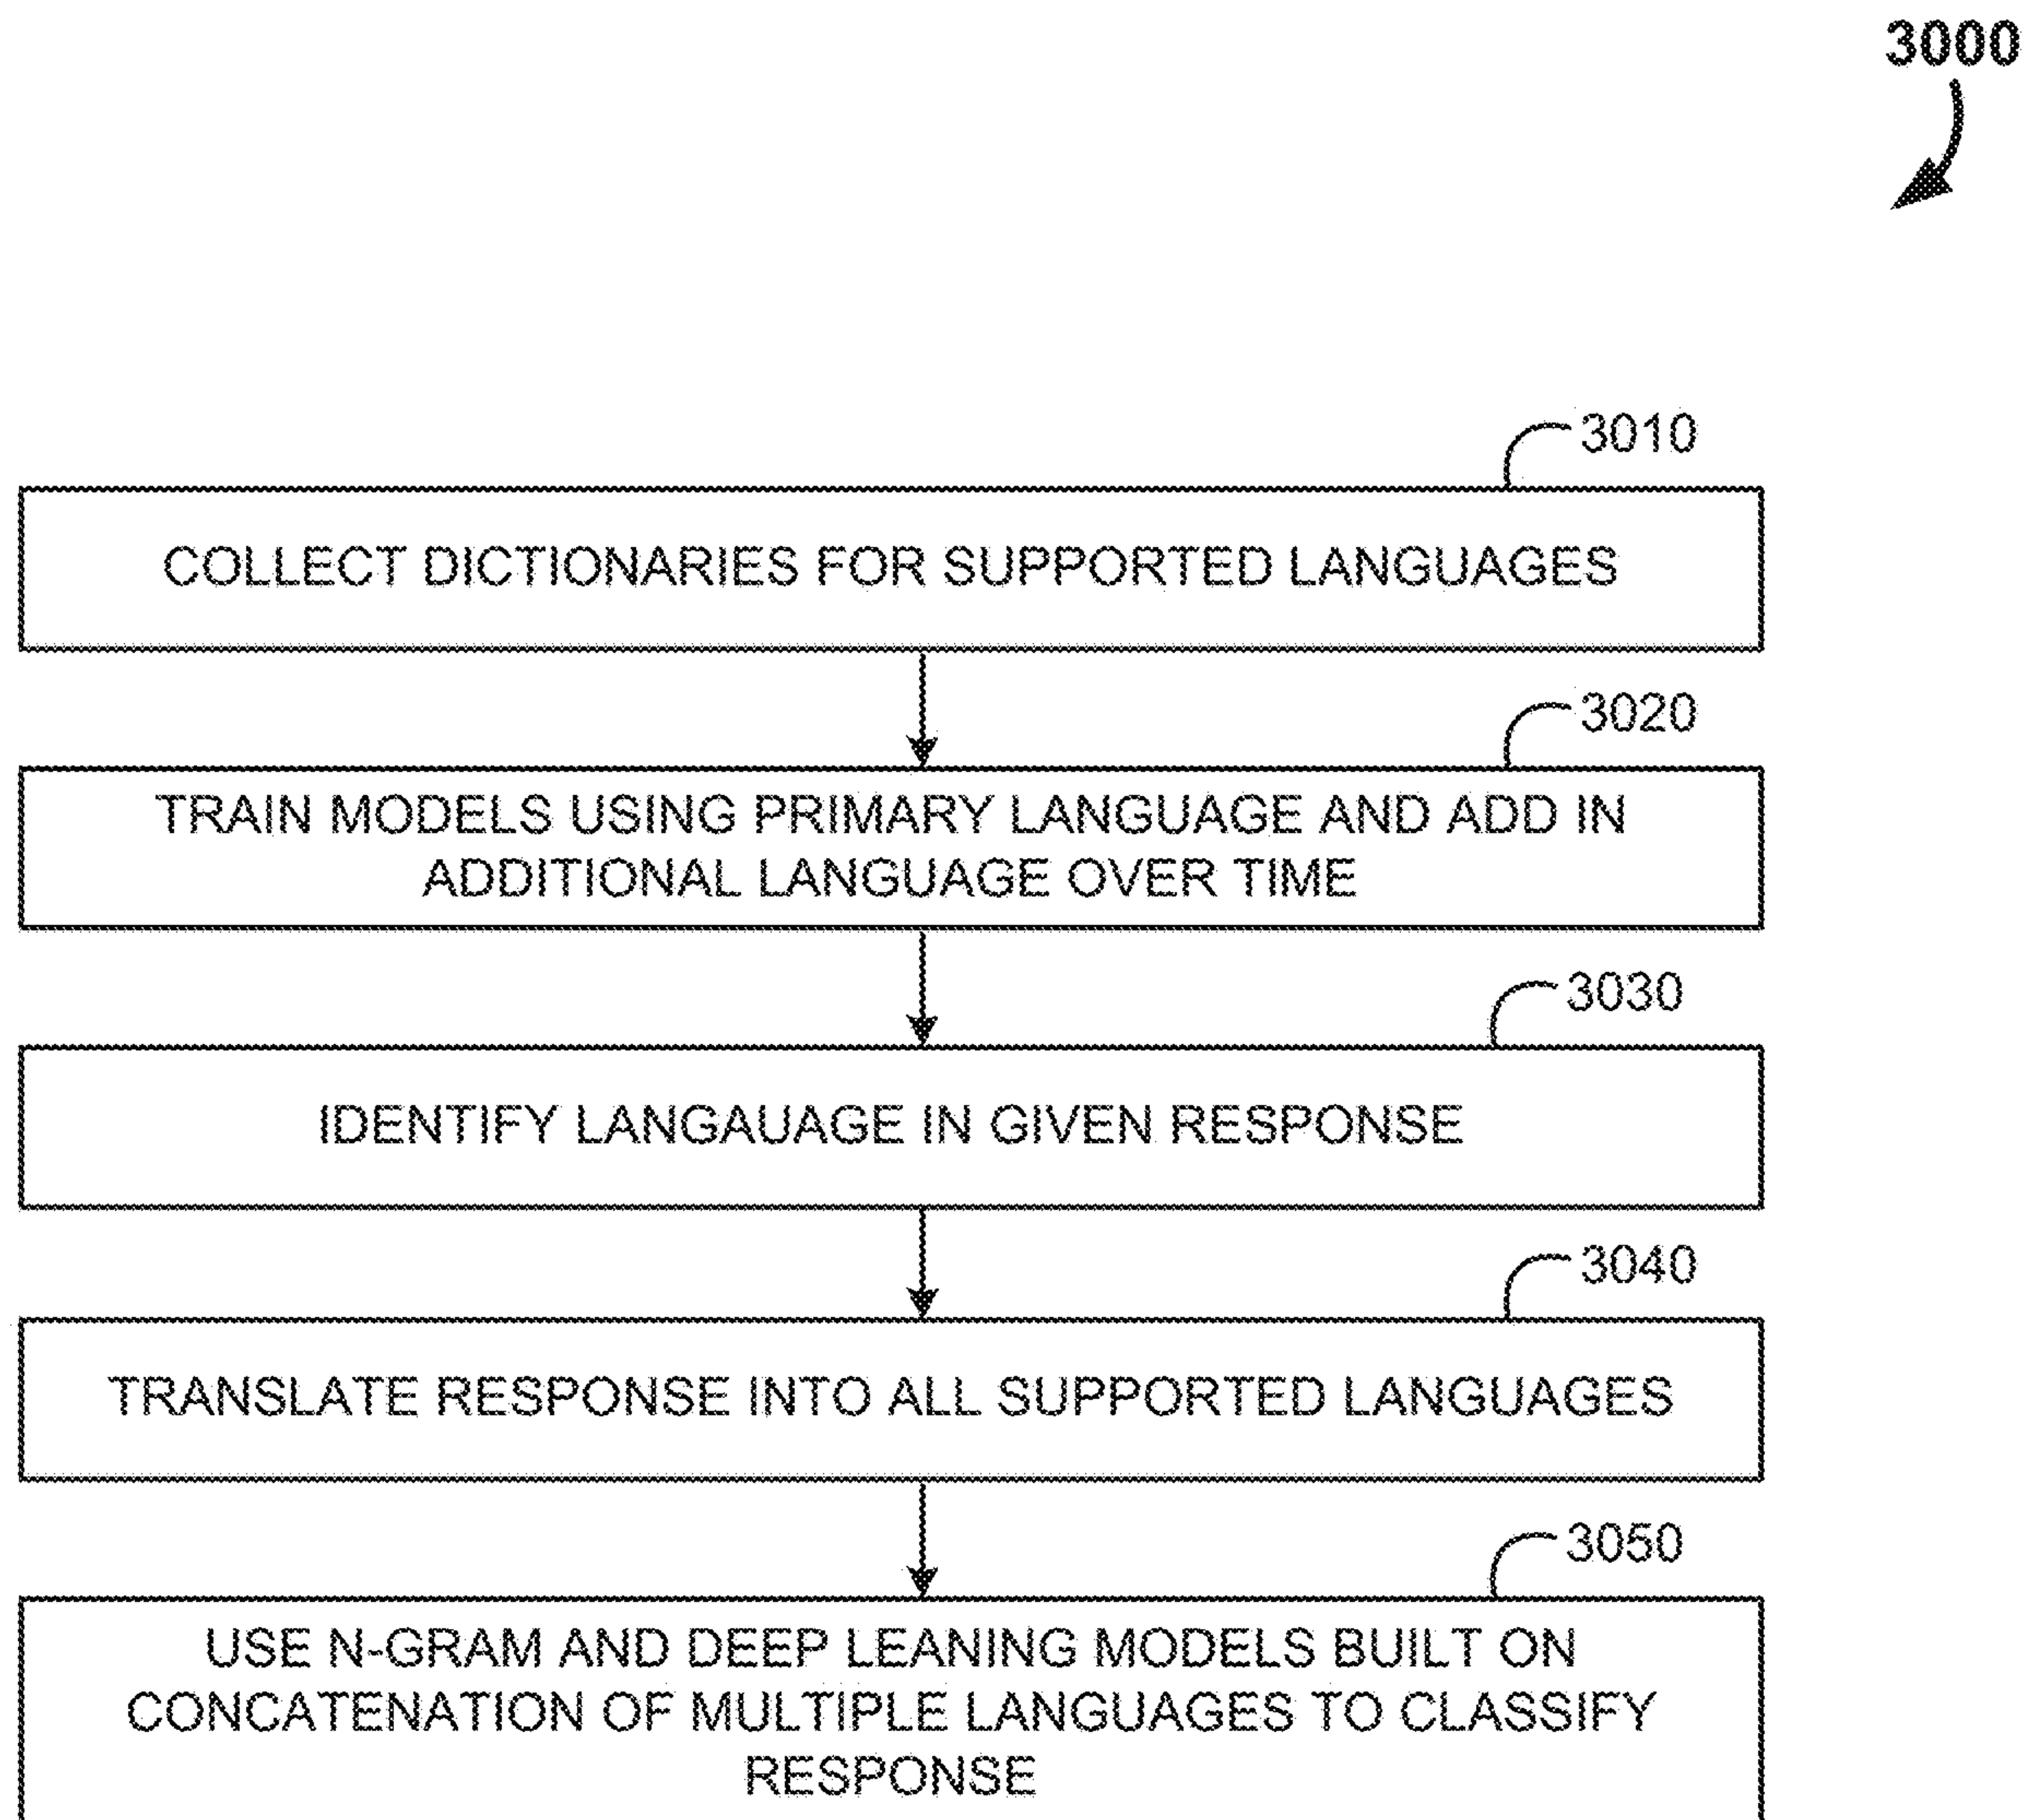 3000
3010
COLLECT DICTIONARIES FOR SUPPORTED LANGUAGES
3020
TRAIN MODELS USING PRIMARY LANGUAGE AND ADD IN
ADDITIONAL LANGUAGE OVER TIME
3030
IDENTIFY LANGAUAGE IN GIVEN RESPONSE
3040
TRANSLATE RESPONSE INTO ALL SUPPORTED LANGUAGES
3050
USE N-GRAM AND DEEP LEANING MODELS BUILT ON
CONCATENATION OF MULTIPLE LANGUAGES TO CLASSIFY
RESPONSE